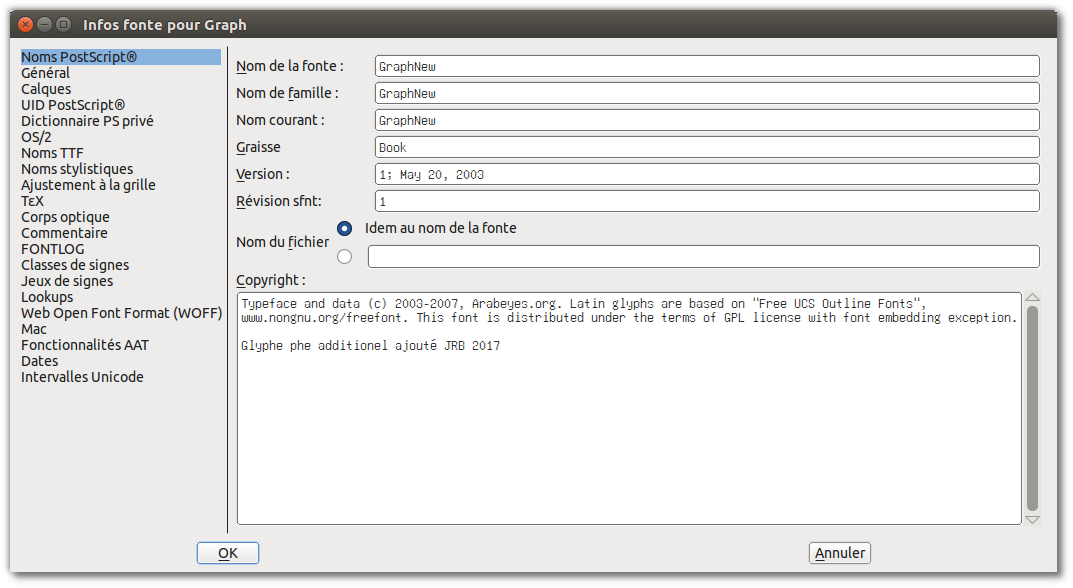 Infos fonte pour Graph
Noms PostScript®
Général
Calques
UID PostScript®
Dictionnaire PS privé
OS/2
Noms TTF
Noms stylistiques
Ajustement à la grille
ΤεΧ
Corps optique
Commentaire
FONTLOG
Classes de signes
Jeux de signes
Lookups
Web Open Font Format (WOFF)
Mac
Fonctionnalités AAT
Dates
Intervalles Unicode
Nom de la fonte : GraphNew
Nom de famille : GraphNew
Nom courant : GraphNew
Graisse Book
Version : 1; May 20, 2003
Révision sfnt: 1
Nom du fichier Idem au nom de la fonte
Copyright :
Typeface and data (c) 2003-2007, Arabeyes.org. Latin glyphs are based on "Free UCS Outline Fonts",
www.nongnu.org/freefont. This font is distributed under the terms of GPL license with font embedding exception.
Glyphe phe additionel ajouté JRB 2017
OK Annuler